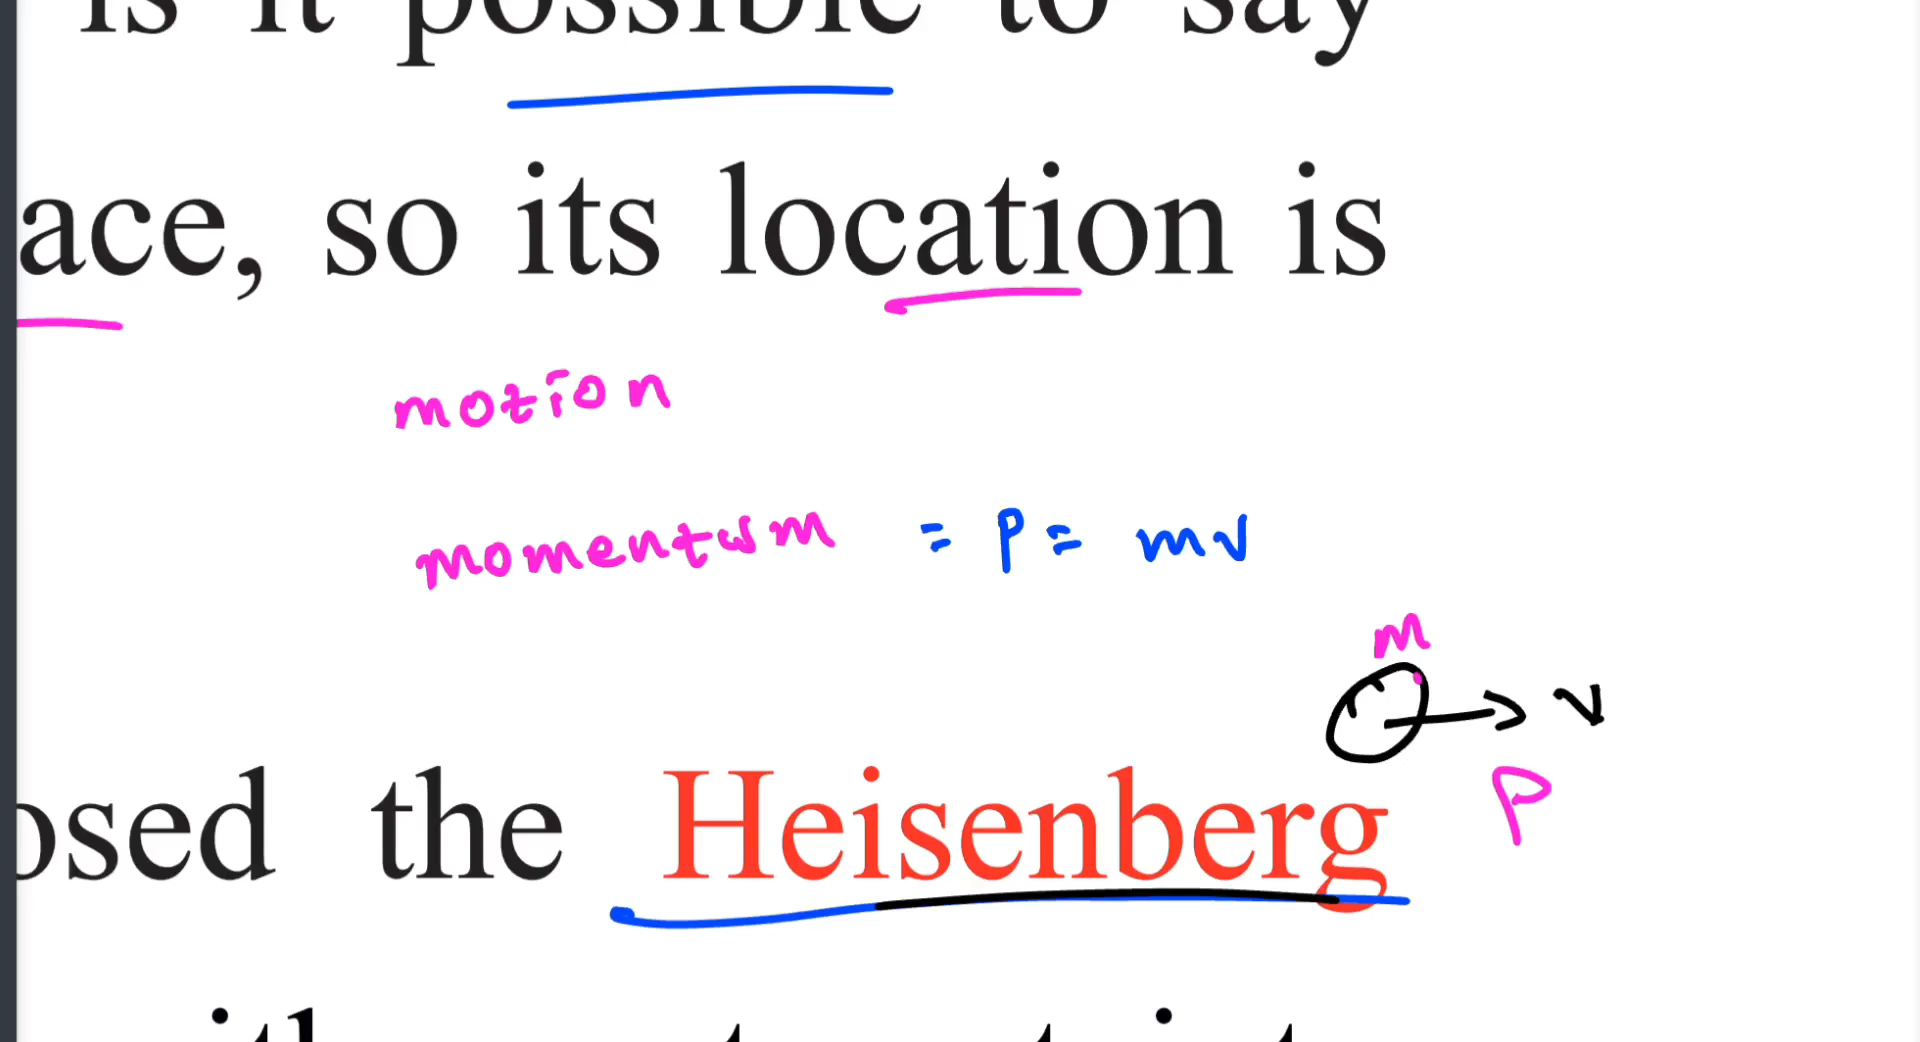 is it possible to say
ace, so its location is
motion
momentum = P = mv
m
v
P
osed the Heisenberg